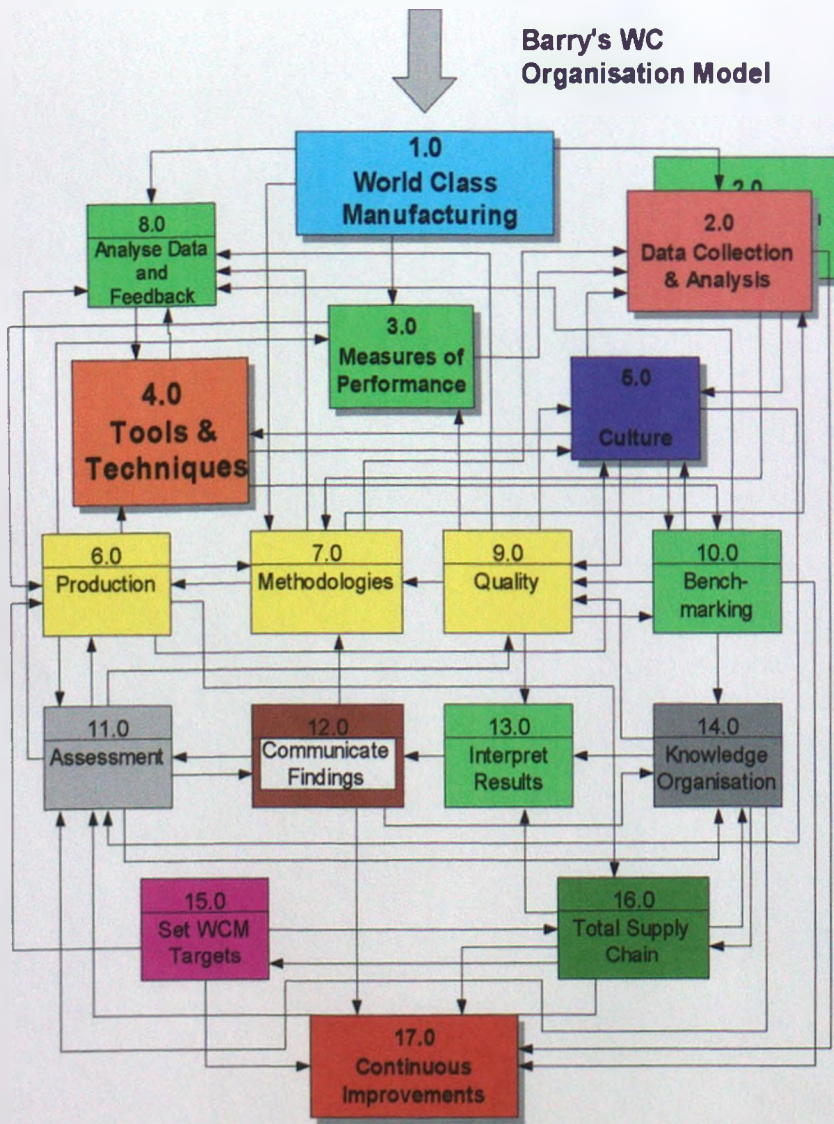 Barry's WC
Organisation Model
1.0
World Class
Manufacturing
2.0
2.0
Data Collection
& Analysis
8.0
Analyse Data
and
Feedback
3.0
Measures of
Performance
4.0
Tools &
Techniques
5.0
Culture
6.0
Production
7.0
Methodologies
9.0
Quality
10.0
Bench-
marking
11.0
Assessment
12.0
Communicate
Findings
13.0
Interpret
Results
14.0
Knowledge
Organisation
15.0
Set WCM
Targets
16.0
Total Supply
Chain
17.0
Continuous
Improvements